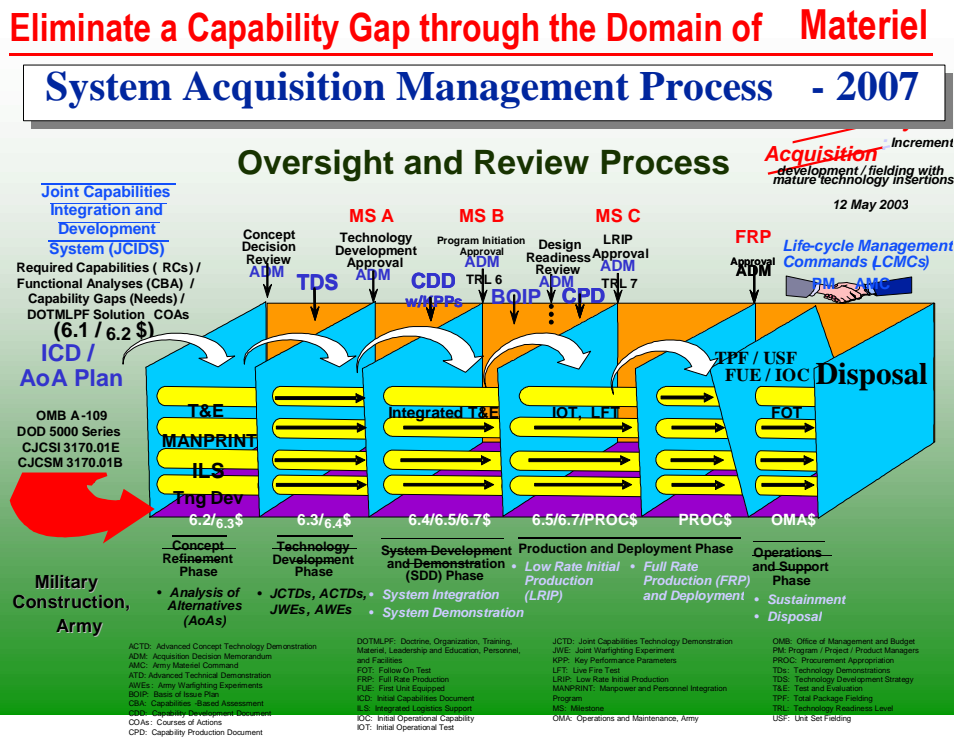 Eliminate a Capability Gap through the Domain of Materiel
System Acquisition Management Process - 2007
Oversight and Review Process
Acquisition
Increment
development / fielding with
mature technology insertions
12 May 2003
Joint Capabilities
Integration and
Development
System (JCIDS)
Required Capabilities ( RCs) /
Functional Analyses (CBA) /
Capability Gaps (Needs) /
DOTMLPF Solution COAs
(6.1 / 6.2 $)
ICD /
AoA Plan
OMB A-109
DOD 5000 Series
CJCSI 3170.01E
CJCSM 3170.01B
Military
Construction,
Army
Concept
Decision
Review
ADM
TDS
MS A
Technology
Development
Approval
ADM
CDD
w/KPPs
MS B
Program Initiation
Approval
ADM
TRL 6
BOIP
Design
Readiness
Review
ADM
CPD
MS C
LRIP
Approval
ADM
TRL 7
FRP
Approval
ADM
Life-cycle Management
Commands (LCMCs)
PM AMC
TPF / USF
FUE / IOC
Disposal
T&E
MANPRINT
ILS
Tng Dev
Integrated T&E
IOT, LFT
FOT
6.2/6.3$
6.3/6.4$
6.4/6.5/6.7$
6.5/6.7/PROC$
PROC$
OMA$
Concept
Refinement
Phase
• Analysis of
Alternatives
(AoAs)
Technology
Development
Phase
• JCTDs, ACTDs,
JWEs, AWEs
System Development
and Demonstration
(SDD) Phase
• System Integration
• System Demonstration
Production and Deployment Phase
• Low Rate Initial
Production
(LRIP)
• Full Rate
Production (FRP)
and Deployment
Operations
and Support
Phase
• Sustainment
• Disposal
ACTD: Advanced Concept Technology Demonstration
ADM: Acquisition Decision Memorandum
AMC: Army Materiel Command
ATD: Advanced Technical Demonstration
AWEs: Army Warfighting Experiments
BOIP: Basis of Issue Plan
CBA: Capabilities -Based Assessment
CDD: Capability Development Document
COAs: Courses of Actions
CPD: Capability Production Document
DOTMLPF: Doctrine, Organization, Training,
Materiel, Leadership and Education, Personnel,
and Facilities
FOT: Follow On Test
FRP: Full Rate Production
FUE: First Unit Equipped
ICD: Initial Capabilities Document
ILS: Integrated Logistics Support
IOC: Initial Operational Capability
IOT: Initial Operational Test
JCTD: Joint Capabilities Technology Demonstration
JWE: Joint Warfighting Experiment
KPP: Key Performance Parameters
LFT: Live Fire Test
LRIP: Low Rate Initial Production
MANPRINT: Manpower and Personnel Integration
Program
MS: Milestone
OMA: Operations and Maintenance, Army
OMB: Office of Management and Budget
PM: Program / Project / Product Managers
PROC: Procurement Appropriation
TDs: Technology Demonstrations
TDS: Technology Development Strategy
T&E: Test and Evaluation
TPF: Total Package Fielding
TRL: Technology Readiness Level
USF: Unit Set Fielding